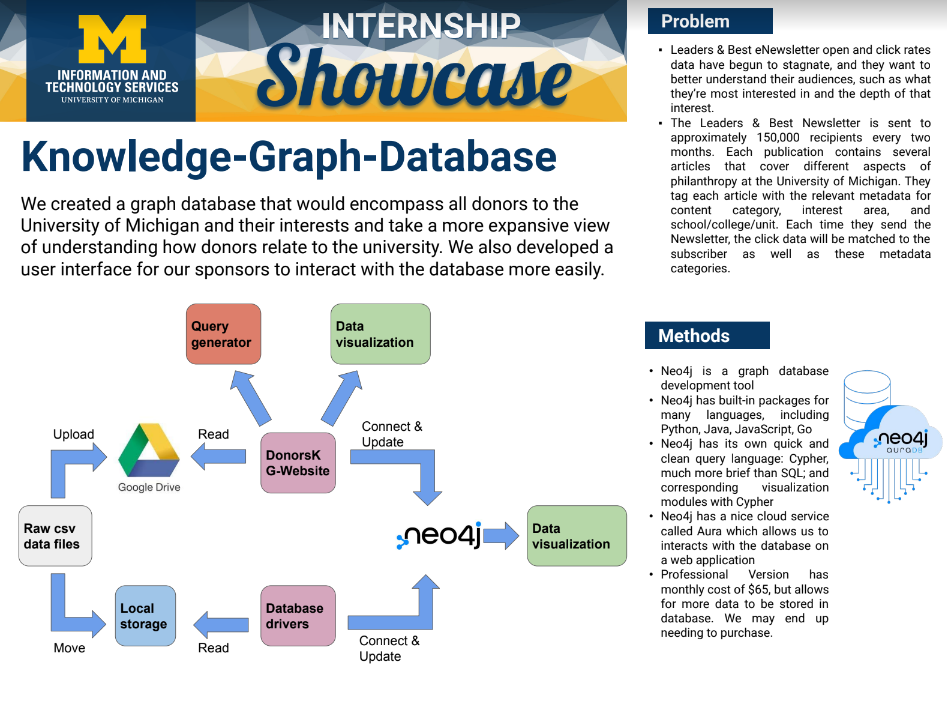 INTERNSHIP
Showcase
M
INFORMATION AND
TECHNOLOGY SERVICES
UNIVERSITY OF MICHIGAN
Knowledge-Graph-Database
We created a graph database that would encompass all donors to the
University of Michigan and their interests and take a more expansive view
of understanding how donors relate to the university. We also developed a
user interface for our sponsors to interact with the database more easily.
Query
generator
Data
visualization
Upload
Google Drive
Read
DonorsK
G-Website
Connect &
Update
Raw csv
data files
neo4j
Data
visualization
Local
storage
Database
drivers
Move
Read
Connect &
Update
Problem
▪ Leaders & Best eNewsletter open and click rates
data have begun to stagnate, and they want to
better understand their audiences, such as what
they're most interested in and the depth of that
interest.
▪ The Leaders & Best Newsletter is sent to
approximately 150,000 recipients every two
months. Each publication contains several
articles that cover different aspects of
philanthropy at the University of Michigan. They
tag each article with the relevant metadata for
content category, interest area, and
school/college/unit. Each time they send the
Newsletter, the click data will be matched to the
subscriber as well as these metadata
categories.
Methods
• Neo4j is a graph database
development tool
• Neo4j has built-in packages for
many languages, including
Python, Java, JavaScript, Go
• Neo4j has its own quick and
clean query language: Cypher,
much more brief than SQL; and
corresponding visualization
modules with Cypher
• Neo4j has a nice cloud service
called Aura which allows us to
interacts with the database on
a web application
• Professional Version has
monthly cost of $65, but allows
for more data to be stored in
database. We may end up
needing to purchase.
neo4j
auraDB